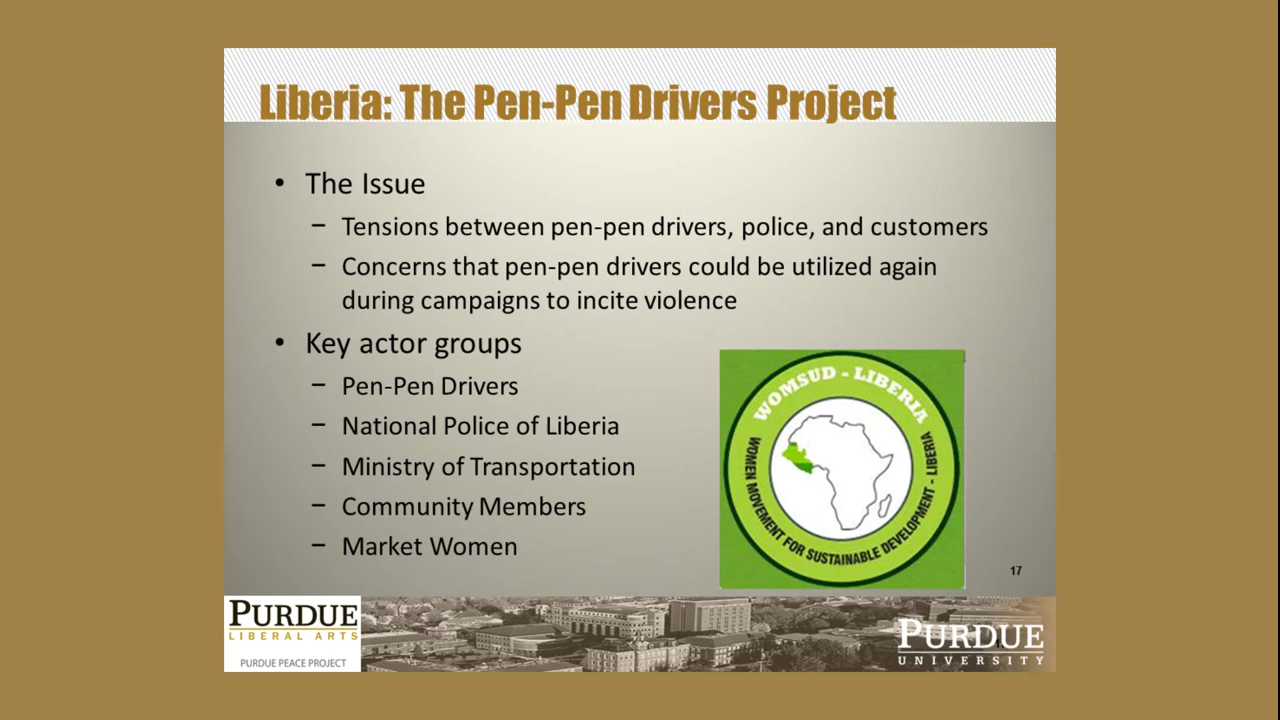 Liberia: The Pen-Pen Drivers Project
• The Issue
– Tensions between pen-pen drivers, police, and customers
– Concerns that pen-pen drivers could be utilized again
during campaigns to incite violence
• Key actor groups
– Pen-Pen Drivers
– National Police of Liberia
– Ministry of Transportation
– Community Members
– Market Women
WOMSUD - LIBERIA
WOMEN MOVEMENT FOR SUSTAINABLE DEVELOPMENT - LIBERIA
17
PURDUE
LIBERAL ARTS
PURDUE PEACE PROJECT
PURDUE
UNIVERSITY